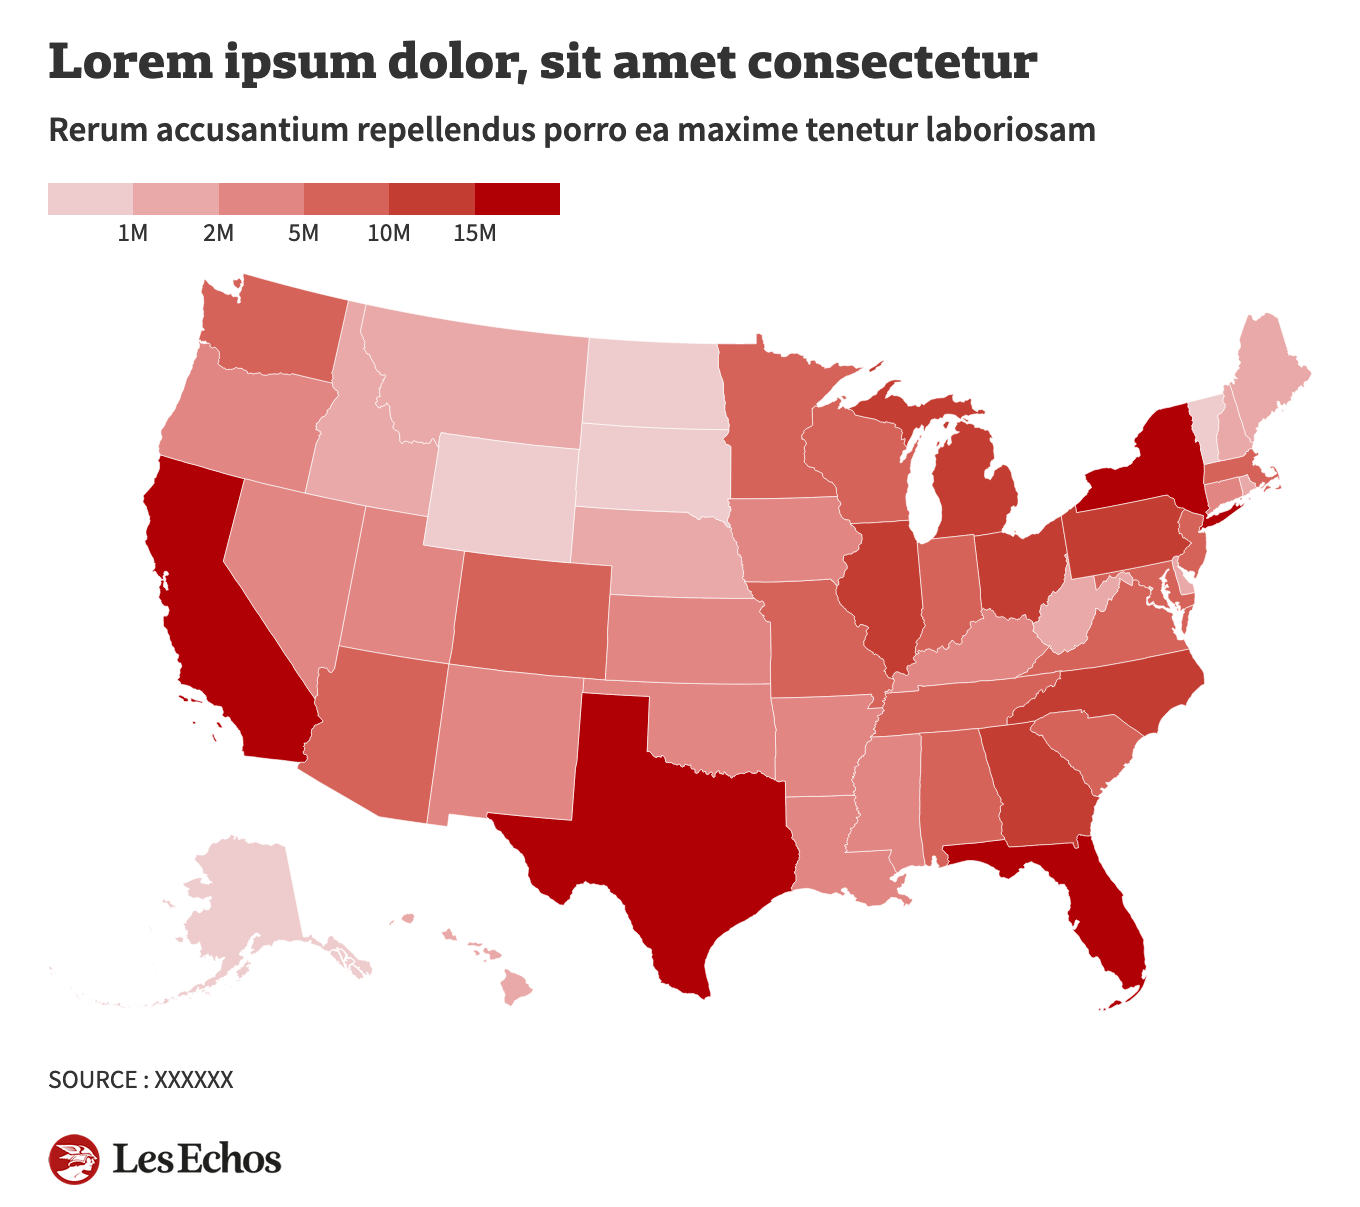 Lorem ipsum dolor, sit amet consectetur
Rerum accusantium repellendus porro ea maxime tenetur laboriosam
1M 2M 5M 10M 15M
SOURCE : XXXXXX
Les Echos